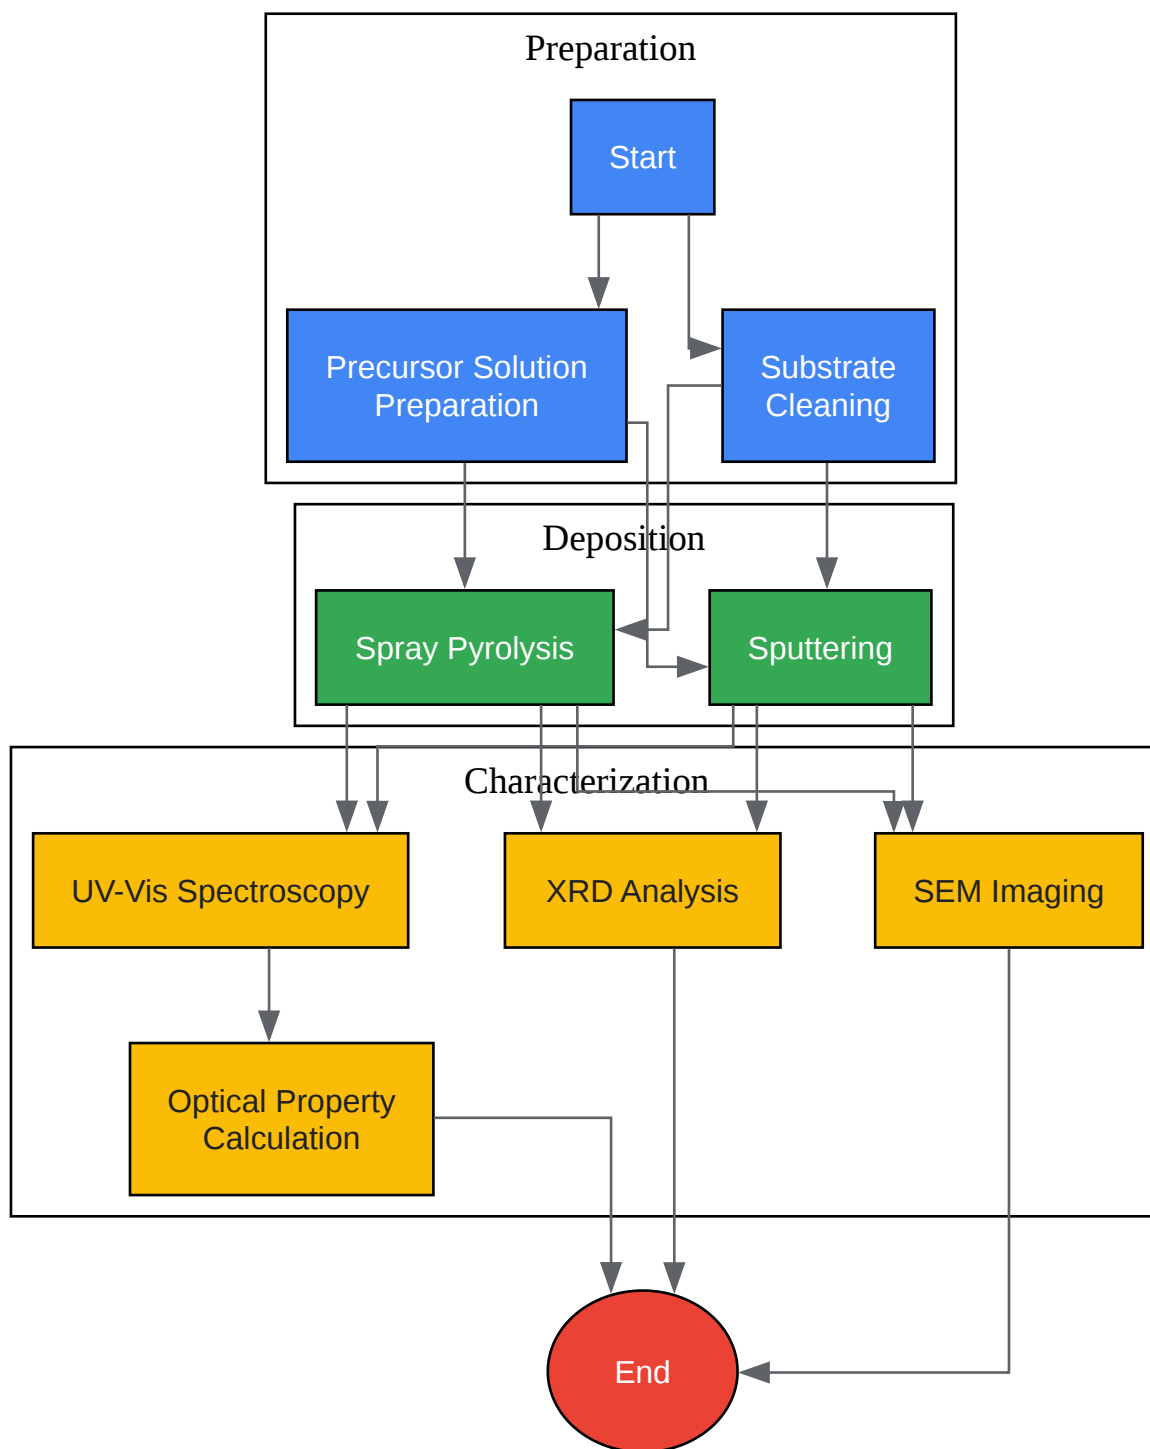 Preparation
Start
Precursor Solution
Preparation
Substrate
Cleaning
Deposition
Spray Pyrolysis
Sputtering
Characterization
UV-Vis Spectroscopy
XRD Analysis
SEM Imaging
Optical Property
Calculation
End